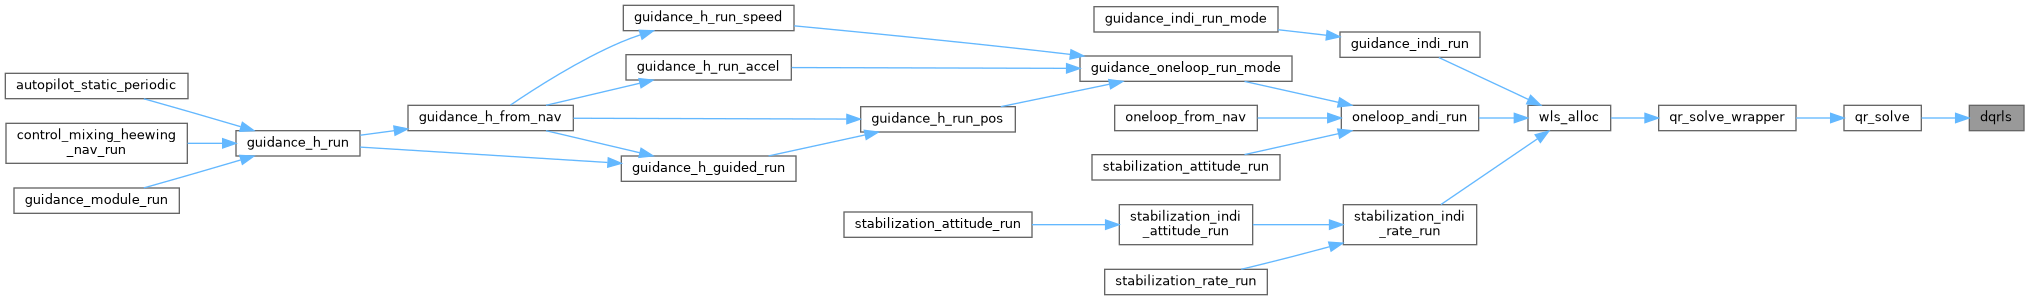 guidance_h_run_speed
guidance_indi_run_mode
guidance_indi_run
guidance_h_run_accel
guidance_oneloop_run_mode
autopilot_static_periodic
guidance_h_from_nav
guidance_h_run_pos
oneloop_from_nav
oneloop_andi_run
wls_alloc
qr_solve_wrapper
qr_solve
dqrls
control_mixing_heewing
_nav_run
guidance_h_run
guidance_h_guided_run
stabilization_attitude_run
guidance_module_run
stabilization_attitude_run
stabilization_indi
_attitude_run
stabilization_indi
_rate_run
stabilization_rate_run